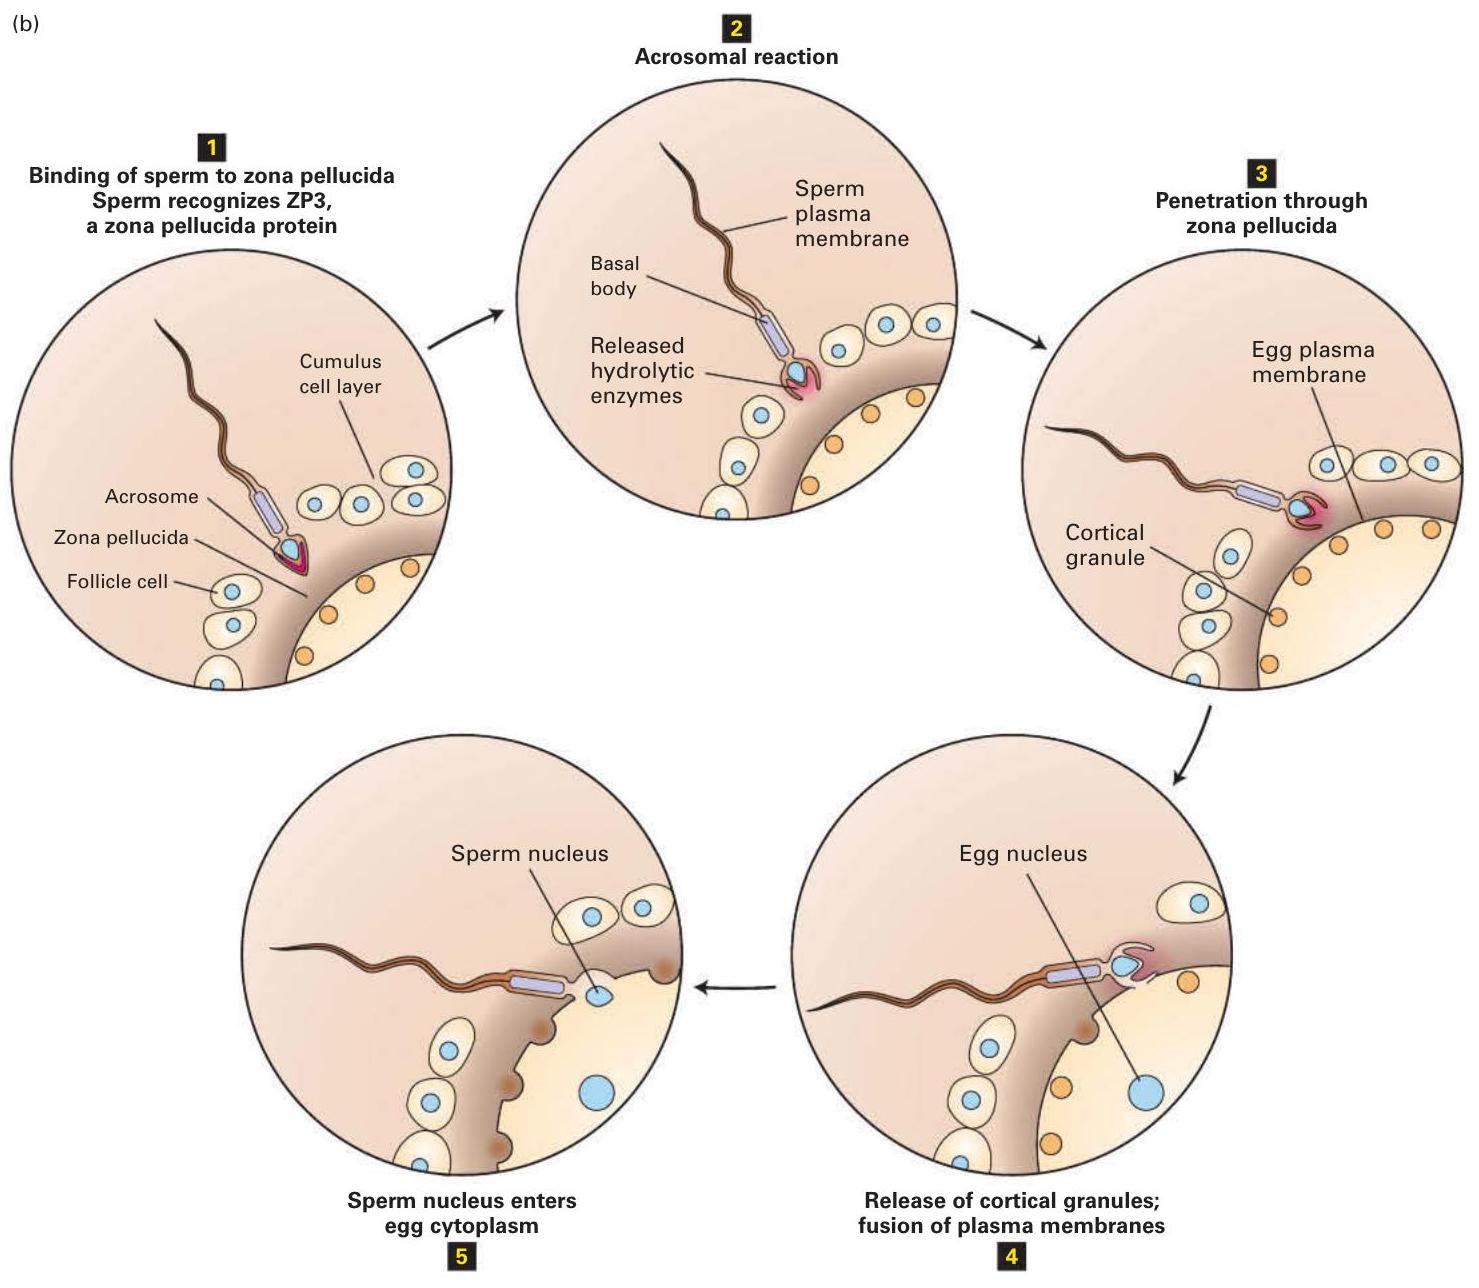 (b)
1
Binding of sperm to zona pellucida
Sperm recognizes ZP3,
a zona pellucida protein
Cumulus
cell layer
Acrosome
Zona pellucida
Follicle cell
2
Acrosomal reaction
Sperm
plasma
membrane
Basal
body
Released
hydrolytic
enzymes
3
Penetration through
zona pellucida
Egg plasma
membrane
Cortical
granule
Egg nucleus
Release of cortical granules;
fusion of plasma membranes
4
Sperm nucleus
Sperm nucleus enters
egg cytoplasm
5